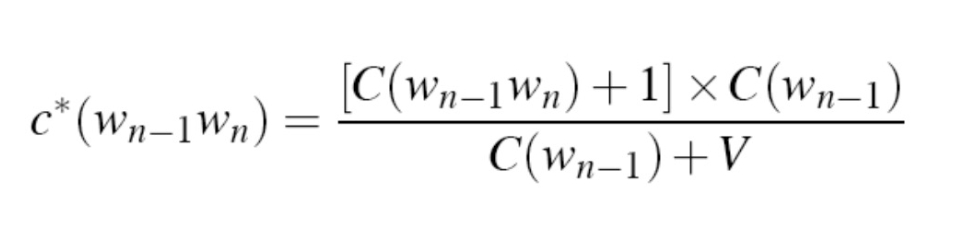 c*(wₙ₋₁wₙ) = [C(wₙ₋₁wₙ) + 1] × C(wₙ₋₁) / C(wₙ₋₁) + V